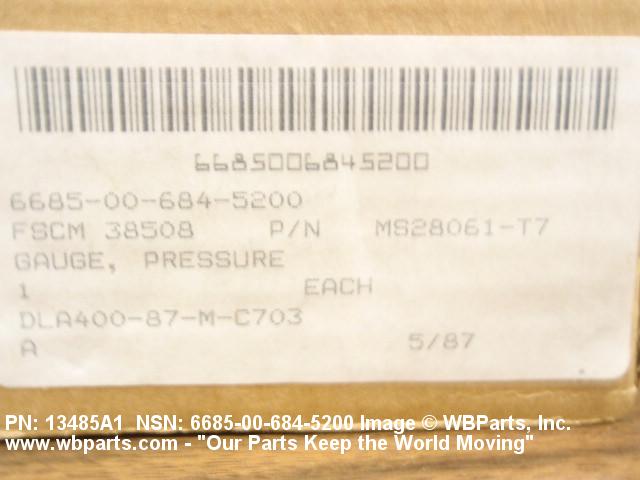 6685006845200
6685-00-684-5200
FSCM 38508 P/N MS28061-T7
GAUGE, PRESSURE
1 EACH
DLA400-87-M-C703
A 5/87
PN: 13485A1 NSN: 6685-00-684-5200 Image © WBParts, Inc.
www.wbparts.com - "Our Parts Keep the World Moving"